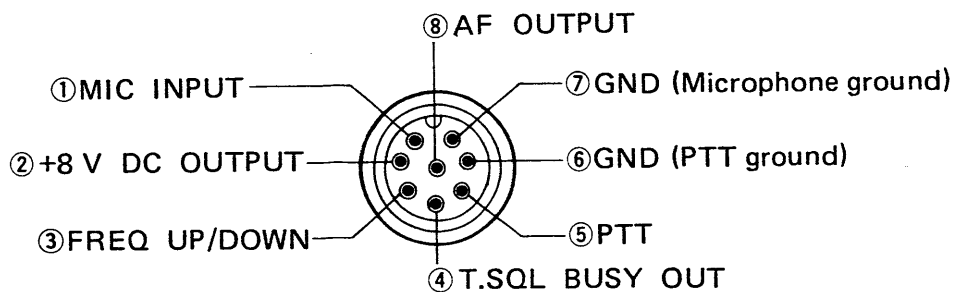 ⑧AF OUTPUT
①MIC INPUT
⑦GND (Microphone ground)
②+8 V DC OUTPUT
⑥GND (PTT ground)
③FREQ UP/DOWN
⑤PTT
④T.SQL BUSY OUT